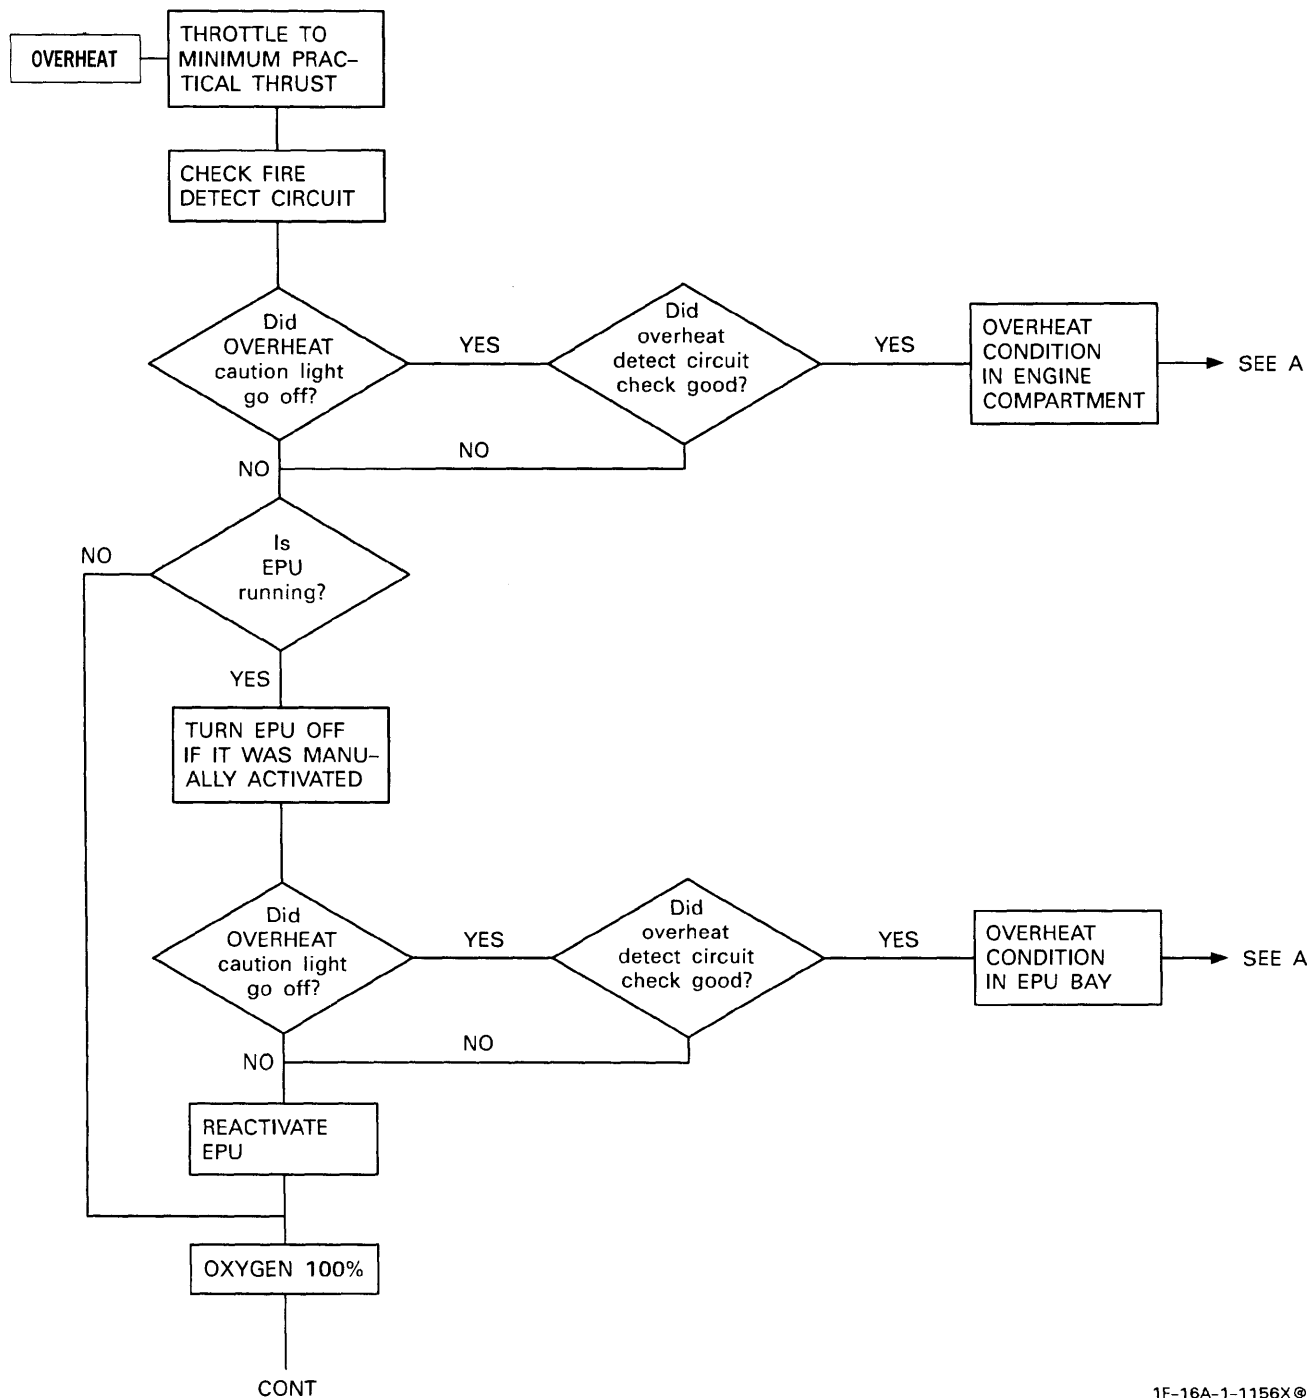 OVERHEAT
THROTTLE TO
MINIMUM PRAC-
TICAL THRUST
CHECK FIRE
DETECT CIRCUIT
Did
OVERHEAT
caution light
go off?
YES
Did
overheat
detect circuit
check good?
YES
OVERHEAT
CONDITION
IN ENGINE
COMPARTMENT
SEE A
NO
NO
Is
EPU
running?
NO
YES
TURN EPU OFF
IF IT WAS MANU-
ALLY ACTIVATED
Did
OVERHEAT
caution light
go off?
YES
Did
overheat
detect circuit
check good?
YES
OVERHEAT
CONDITION
IN EPU BAY
SEE A
NO
NO
REACTIVATE
EPU
OXYGEN 100%
CONT
1F-16A-1-1156X